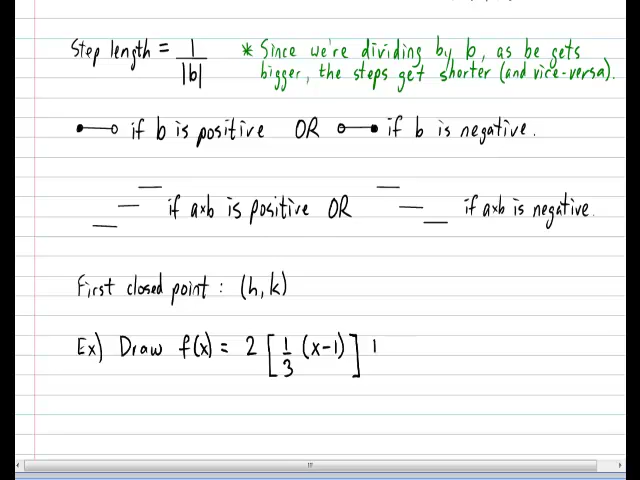 Step length = 1/|b| * Since we're dividing by b, as be gets
bigger, the steps get shorter (and vice-versa).
if b is positive OR if b is negative.
if axb is positive OR if axb is negative.
First closed point : (h, k)
Ex) Draw f(x) = 2 [1/3 (x-1)] 1